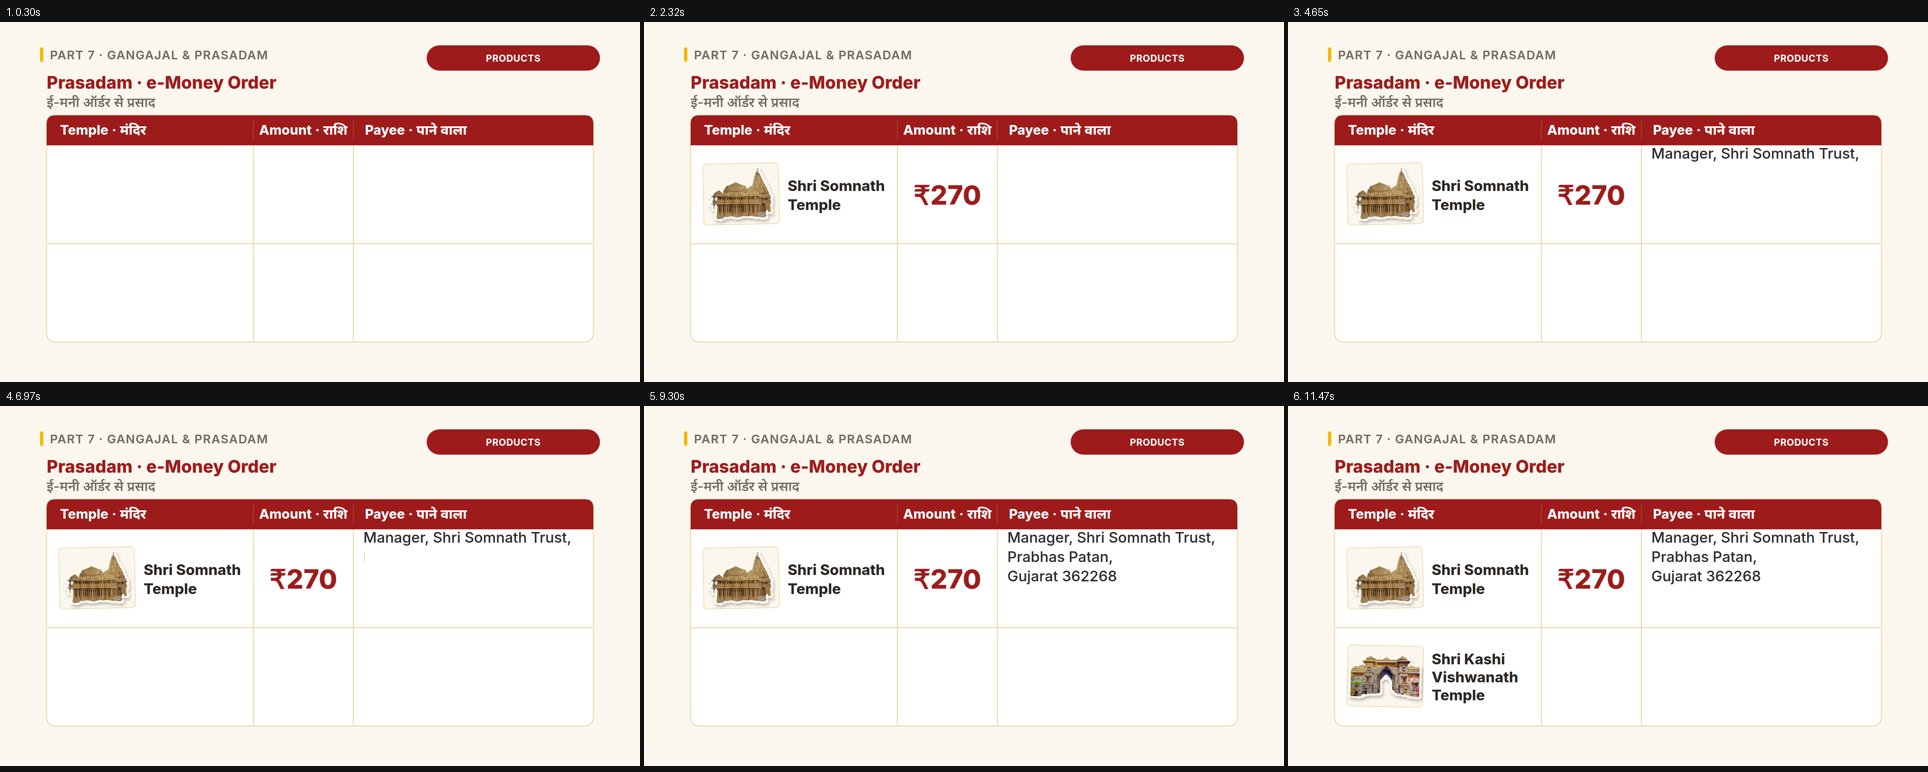 1. 0.30s
PART 7 · GANGAJAL & PRASADAM
PRODUCTS
Prasadam · e-Money Order
ई-मनी ऑर्डर से प्रसाद
Temple · मंदिर
Amount · राशि
Payee · पाने वाला
2. 2.32s
PART 7 · GANGAJAL & PRASADAM
PRODUCTS
Prasadam · e-Money Order
ई-मनी ऑर्डर से प्रसाद
Temple · मंदिर
Amount · राशि
Payee · पाने वाला
Shri Somnath
Temple
₹270
3. 4.65s
PART 7 · GANGAJAL & PRASADAM
PRODUCTS
Prasadam · e-Money Order
ई-मनी ऑर्डर से प्रसाद
Temple · मंदिर
Amount · राशि
Payee · पाने वाला
Shri Somnath
Temple
₹270
Manager, Shri Somnath Trust,
4. 6.97s
PART 7 · GANGAJAL & PRASADAM
PRODUCTS
Prasadam · e-Money Order
ई-मनी ऑर्डर से प्रसाद
Temple · मंदिर
Amount · राशि
Payee · पाने वाला
Shri Somnath
Temple
₹270
Manager, Shri Somnath Trust,
5. 9.30s
PART 7 · GANGAJAL & PRASADAM
PRODUCTS
Prasadam · e-Money Order
ई-मनी ऑर्डर से प्रसाद
Temple · मंदिर
Amount · राशि
Payee · पाने वाला
Shri Somnath
Temple
₹270
Manager, Shri Somnath Trust,
Prabhas Patan,
Gujarat 362268
6. 11.47s
PART 7 · GANGAJAL & PRASADAM
PRODUCTS
Prasadam · e-Money Order
ई-मनी ऑर्डर से प्रसाद
Temple · मंदिर
Amount · राशि
Payee · पाने वाला
Shri Somnath
Temple
₹270
Manager, Shri Somnath Trust,
Prabhas Patan,
Gujarat 362268
Shri Kashi
Vishwanath
Temple